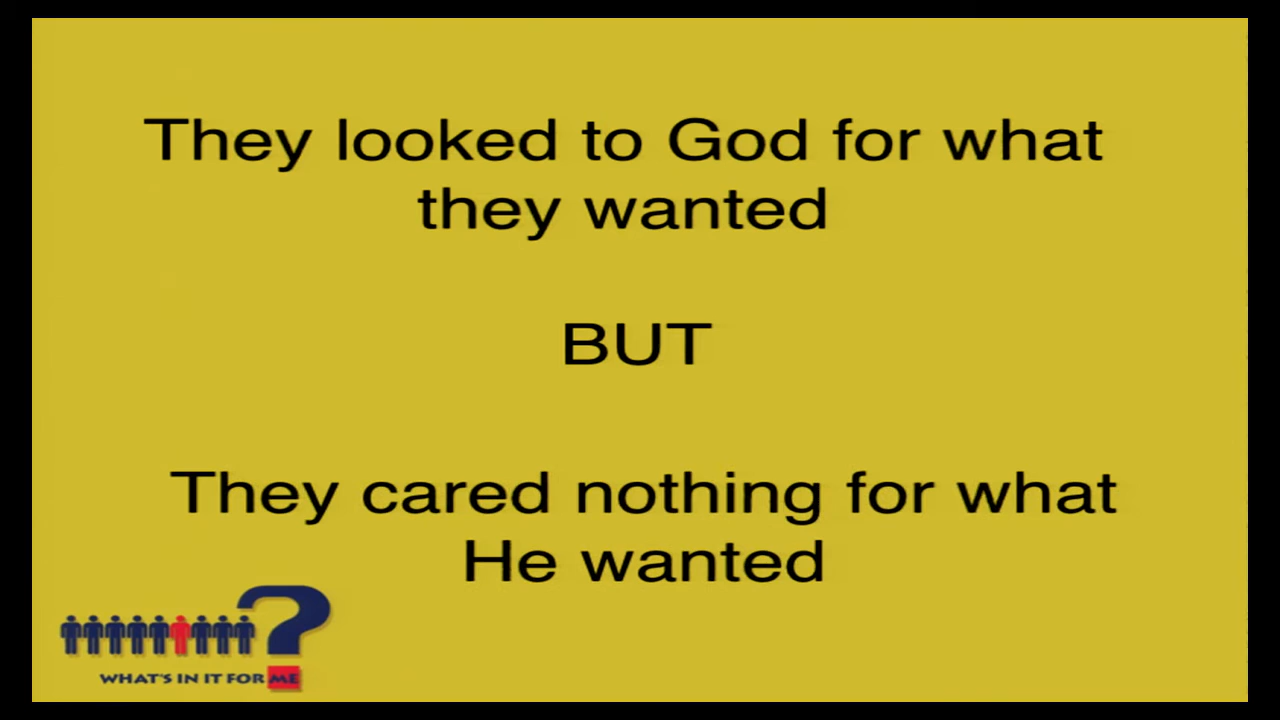 They looked to God for what
they wanted
BUT
They cared nothing for what
He wanted
?
WHAT'S IN IT FOR ME